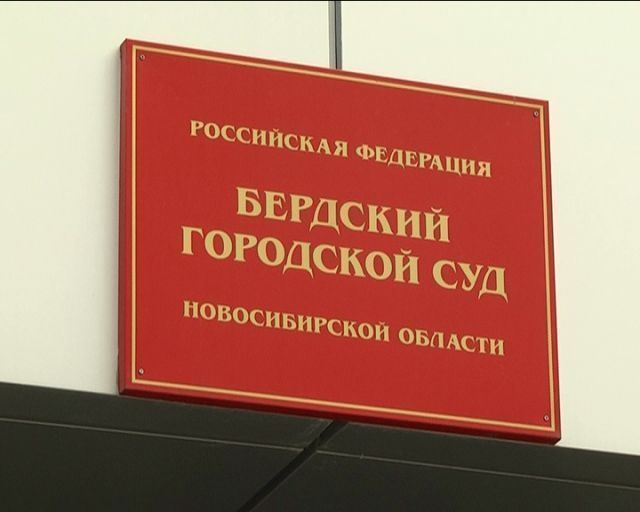 РОССИЙСКАЯ ФЕДЕРАЦИЯ
БЕРДСКИЙ
ГОРОДСКОЙ СУД
НОВОСИБИРСКОЙ ОБЛАСТИ